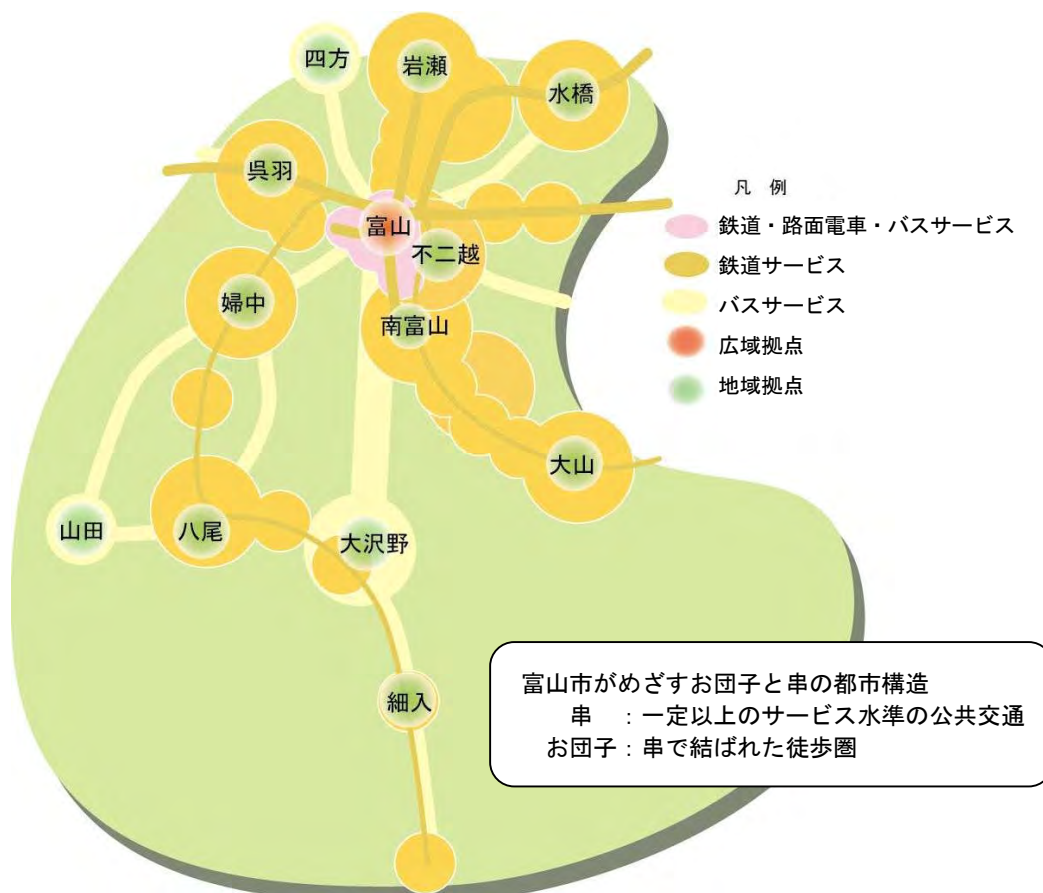 四方
岩瀬
水橋
呉羽
富山
不二越
婦中
南富山
大山
山田
八尾
大沢野
細入
凡 例
鉄道・路面電車・バスサービス
鉄道サービス
バスサービス
広域拠点
地域拠点
富山市がめざすお団子と串の都市構造
串 :一定以上のサービス水準の公共交通
お団子:串で結ばれた徒歩圏